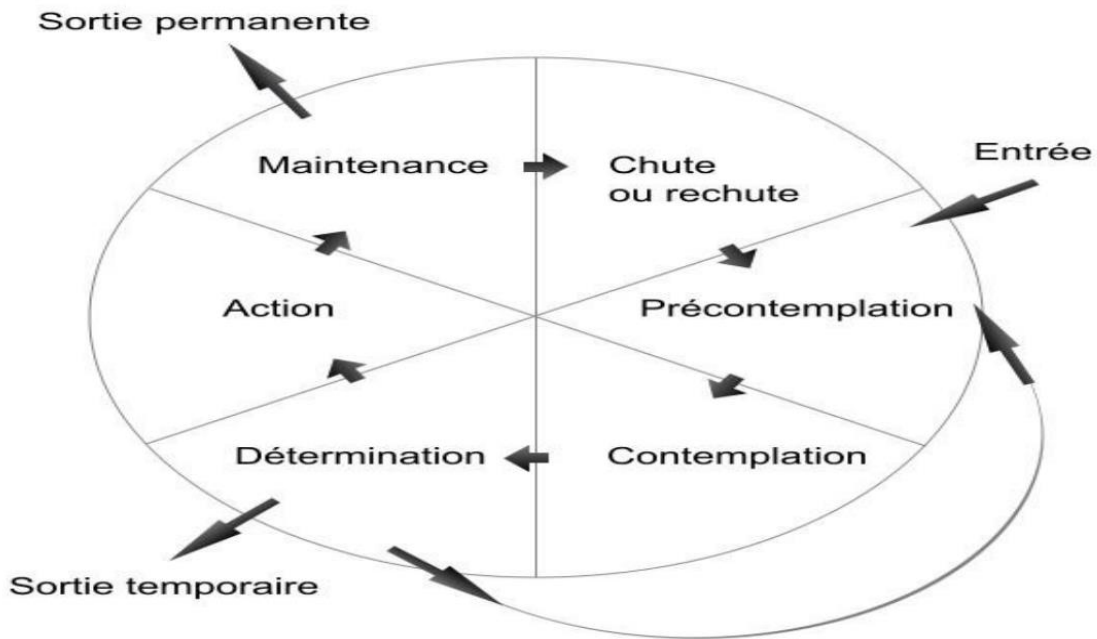 Sortie permanente
Maintenance
Chute
ou rechute
Entrée
Action
Précontemplation
Détermination
Contemplation
Sortie temporaire